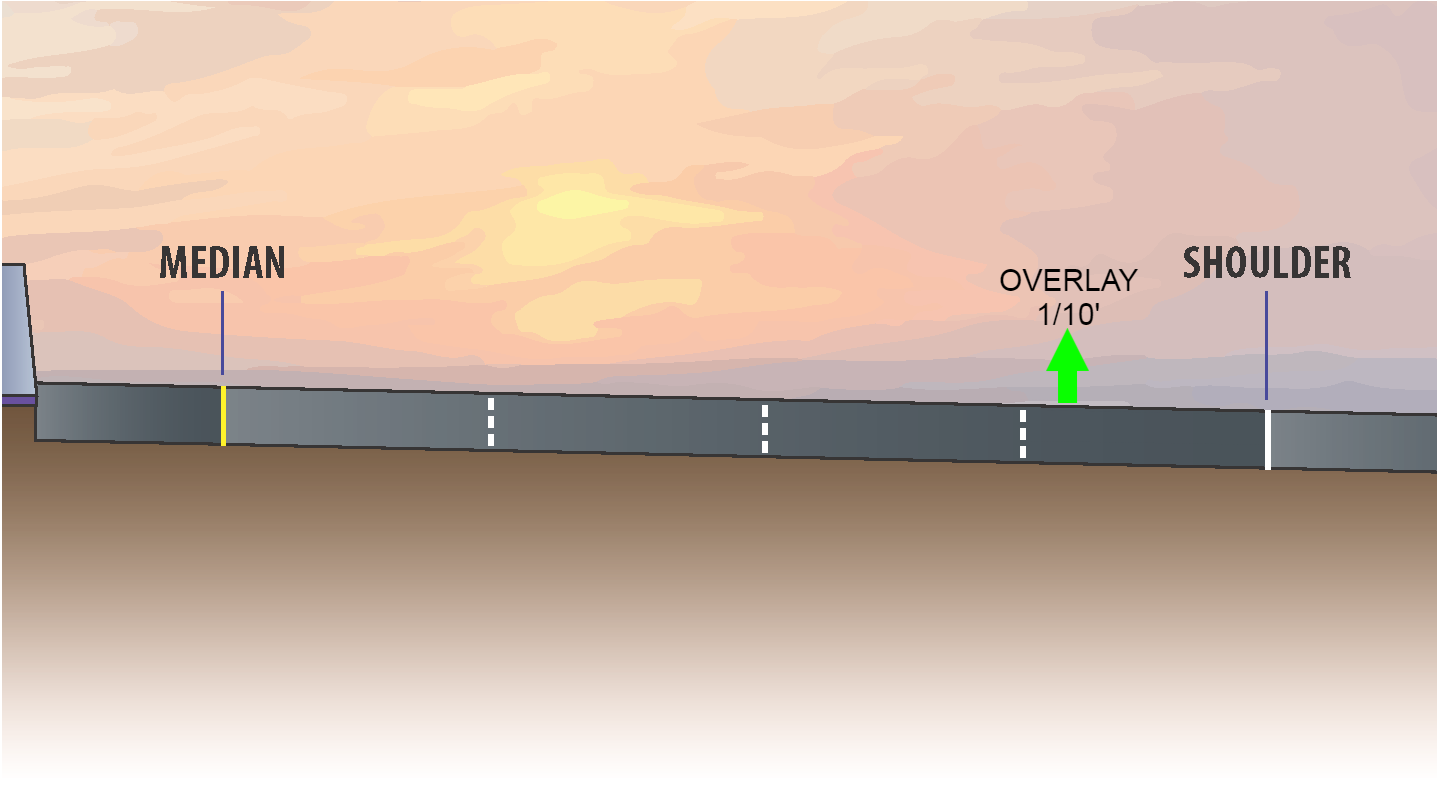 MEDIAN
SHOULDER
OVERLAY
1/10'